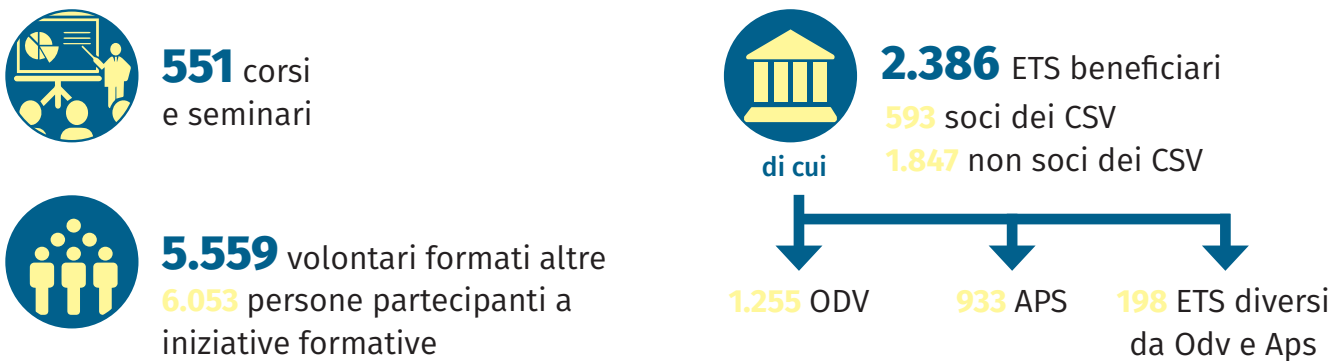 551 corsi
e seminari
5.559 volontari formati altre
6.053 persone partecipanti a
iniziative formative
2.386 ETS beneficiari
593 soci dei CSV
1.847 non soci dei CSV
di cui
1.255 ODV
933 APS
198 ETS diversi
da Odv e Aps